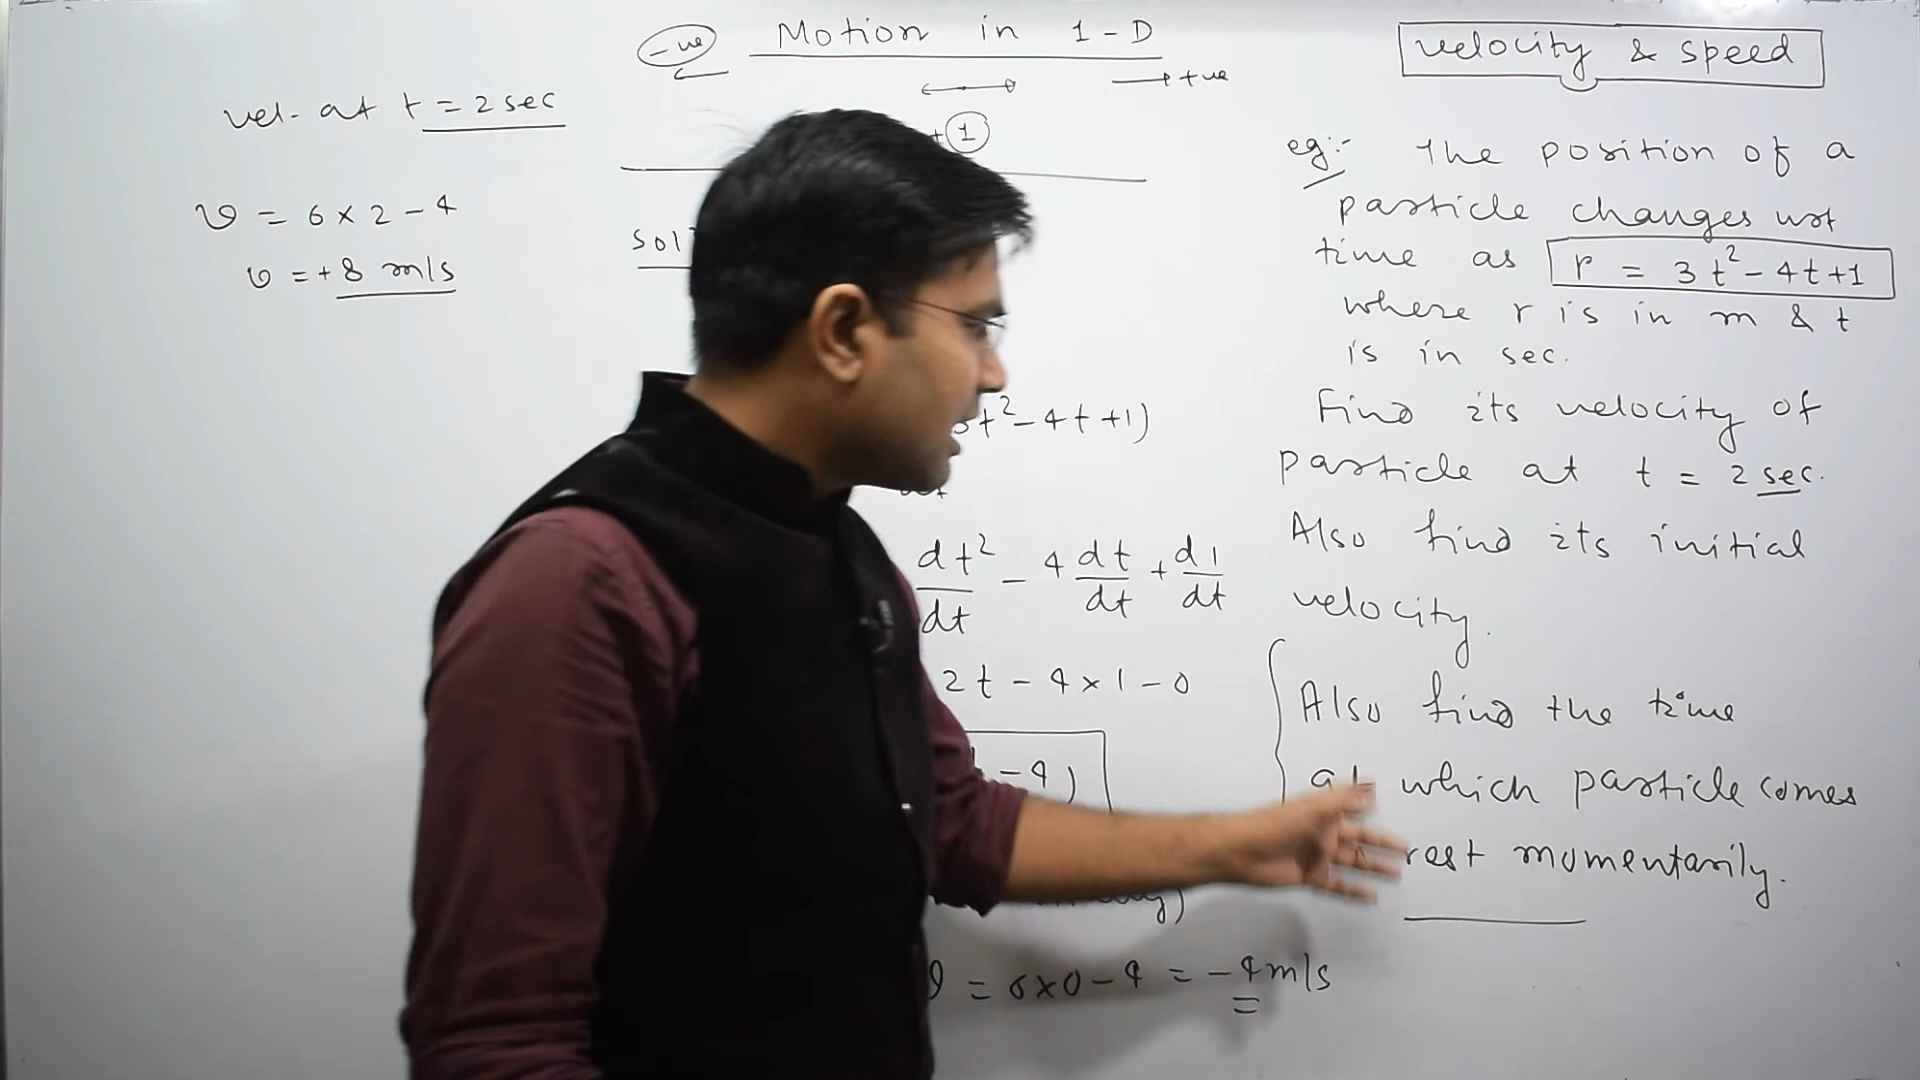 -ve Motion in 1-D
+ve
+ 1
vel. at t = 2 sec
v = 6 × 2 - 4
v = +8 m/s
sol
t² - 4t + 1)
dt²/dt - 4 dt/dt + d1/dt
2t - 4 × 1 - 0
- 4)
= 6×0 - 4 = -4 m/s
velocity & speed
eg:- The position of a
particle changes wrt
time as r = 3t² - 4t + 1
where r is in m & t
is in sec.
Find its velocity of
particle at t = 2 sec.
Also find its initial
velocity.
Also find the time
at which particle comes
rest momentarily.